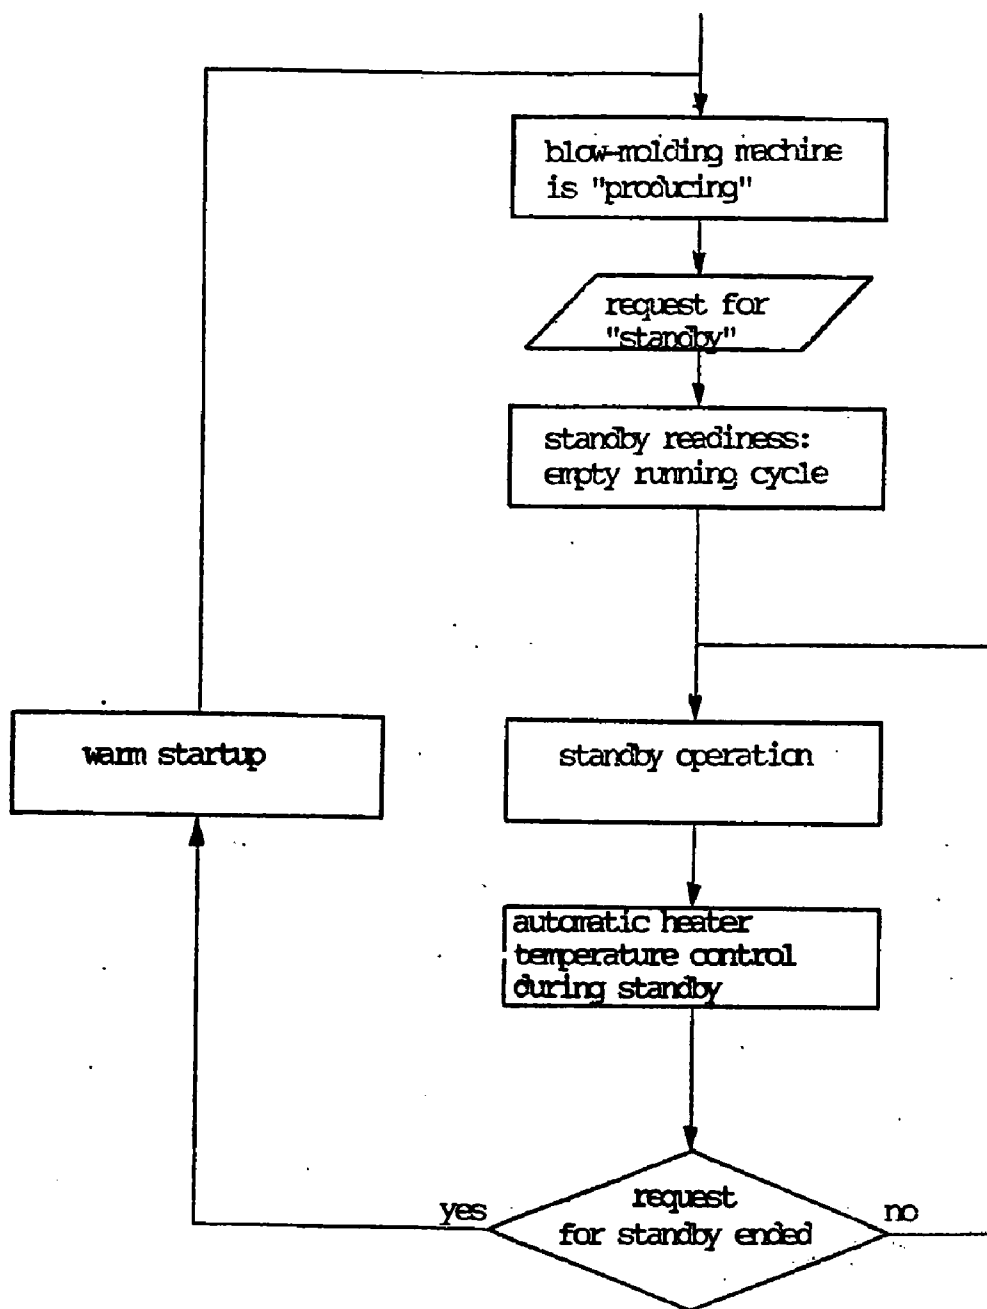 blow-molding machine
is "producing"
request for
"standby"
standby readiness:
empty running cycle
warm startup
standby operation
automatic heater
temperature control
during standby
yes
request
for standby ended
no